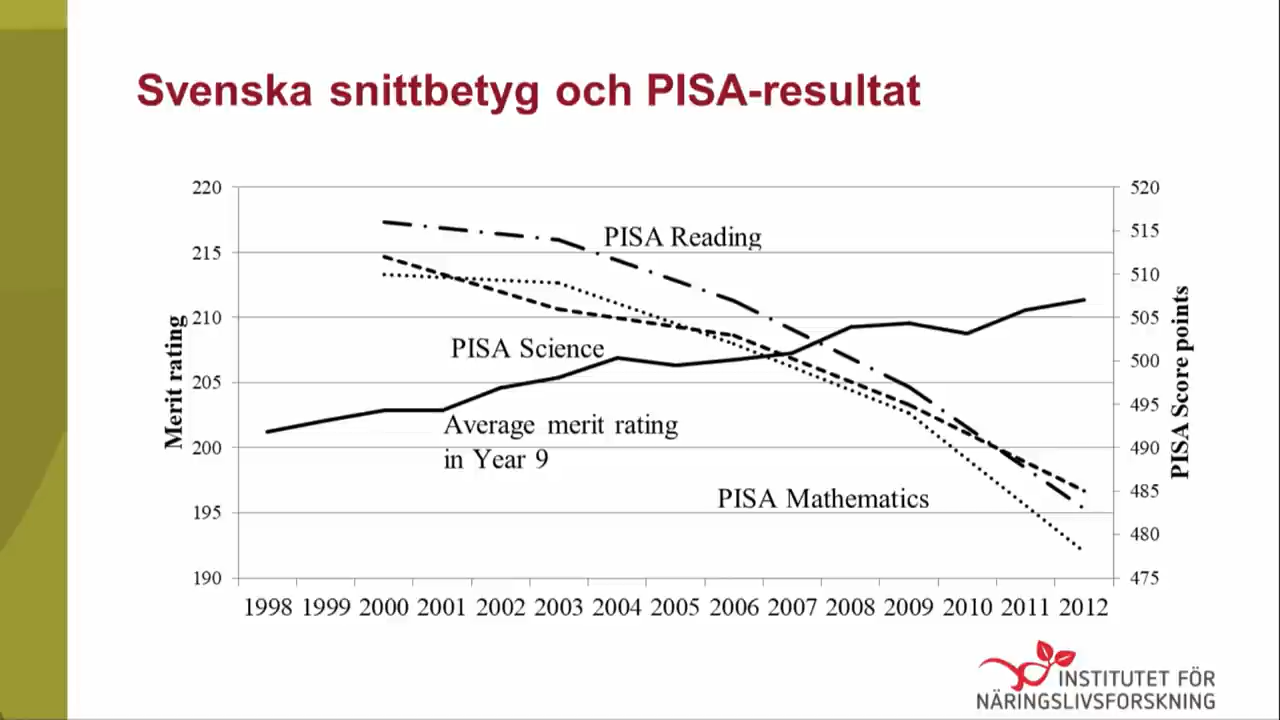 Svenska snittbetyg och PISA-resultat
220
215
210
205
200
195
190
Merit rating
520
515
510
505
500
495
490
485
480
475
PISA Score points
PISA Reading
PISA Science
Average merit rating
in Year 9
PISA Mathematics
1998 1999 2000 2001 2002 2003 2004 2005 2006 2007 2008 2009 2010 2011 2012
INSTITUTET FÖR
NÄRINGSLIVSFORSKNING